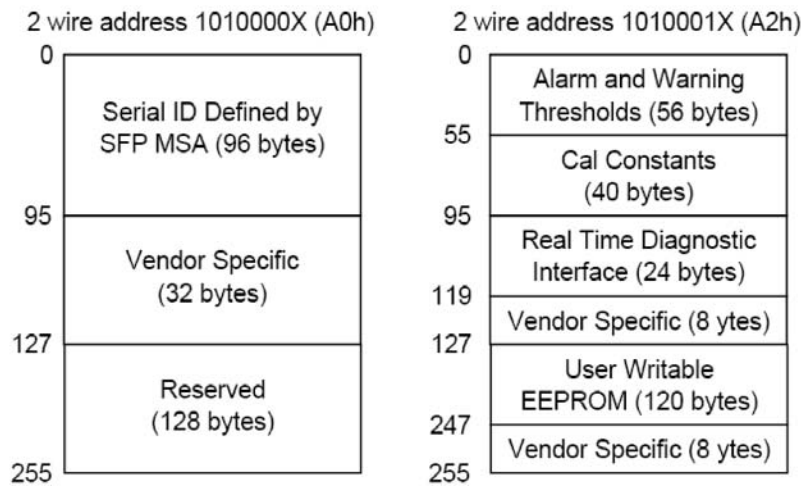 2 wire address 1010000X (A0h)
0
Serial ID Defined by
SFP MSA (96 bytes)
95
Vendor Specific
(32 bytes)
127
Reserved
(128 bytes)
255
2 wire address 1010001X (A2h)
0
Alarm and Warning
Thresholds (56 bytes)
55
Cal Constants
(40 bytes)
95
Real Time Diagnostic
Interface (24 bytes)
119
Vendor Specific (8 ytes)
127
User Writable
EEPROM (120 bytes)
247
Vendor Specific (8 ytes)
255